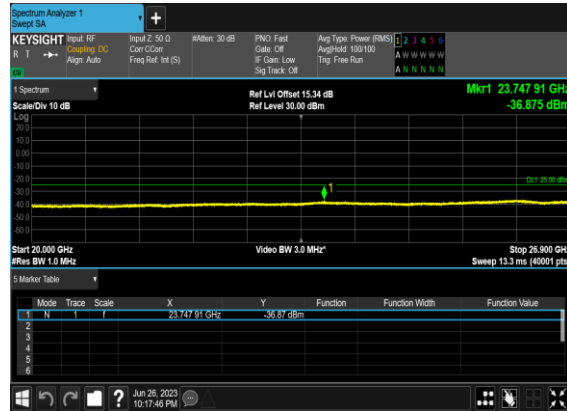 Spectrum Analyzer 1
Swept SA
+
KEYSIGHT Input: RF Input Z: 50 Ω #Atten: 30 dB PNO: Fast Avg Type: Power (RMS) 1 2 3 4 5 6
R T Coupling: DC Corr CCorr Gate: Off Avg|Hold: 100/100 A W W W W W
Align: Auto Freq Ref: Int (S) IF Gain: Low Trig: Free Run
Sig Track: Off A N N N N N
1 Spectrum Ref Lvl Offset 15.34 dB Mkr1 23.747 91 GHz
Scale/Div 10 dB Ref Level 30.00 dBm -36.875 dBm
Log
20.0
10.0
0.00
-10.0
-20.0
DL1 -25.00 dBm
-30.0
1
-40.0
-50.0
-60.0
Start 20.000 GHz Video BW 3.0 MHz* Stop 26.900 GHz
#Res BW 1.0 MHz Sweep 13.3 ms (40001 pts)
5 Marker Table
Mode Trace Scale X Y Function Function Width Function Value
1 N 1 f 23.747 91 GHz -36.87 dBm
2
3
4
5
6
? Jun 26, 2023
10:17:46 PM